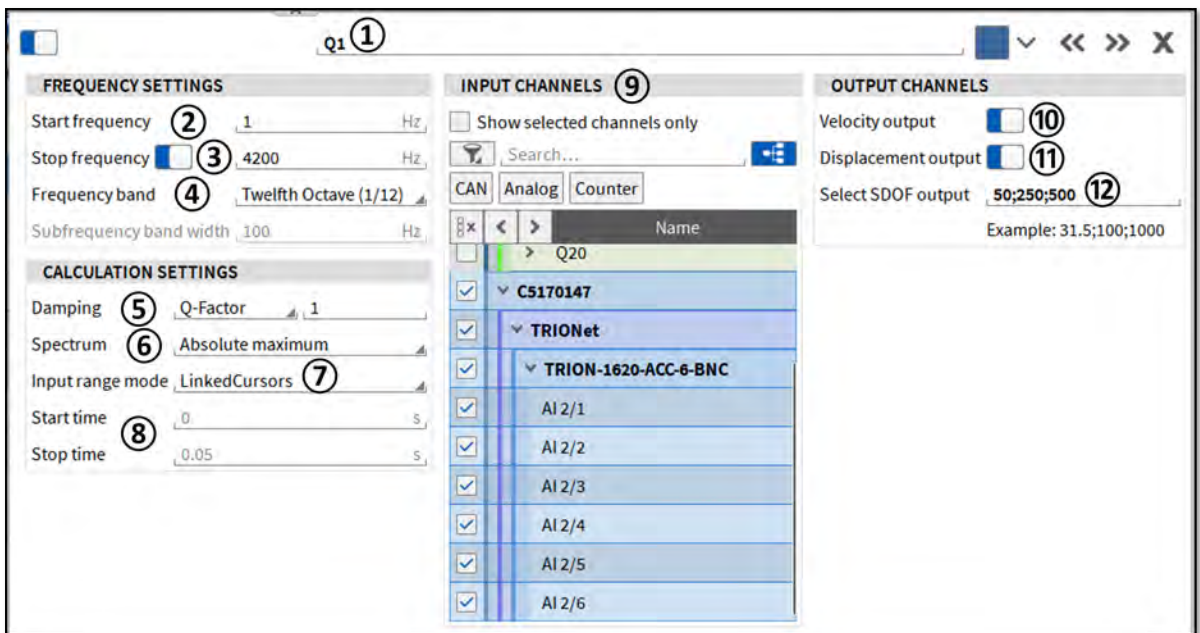 Q1 ①
FREQUENCY SETTINGS
Start frequency ② 1 Hz
Stop frequency ③ 4200 Hz
Frequency band ④ Twelfth Octave (1/12)
Subfrequency band width 100 Hz
CALCULATION SETTINGS
Damping ⑤ Q-Factor 1
Spectrum ⑥ Absolute maximum
Input range mode LinkedCursors ⑦
Start time 0 s
⑧
Stop time 0.05 s
INPUT CHANNELS ⑨
Show selected channels only
Search...
CAN Analog Counter
Name
Q20
C5170147
TRIONet
TRION-1620-ACC-6-BNC
AI 2/1
AI 2/2
AI 2/3
AI 2/4
AI 2/5
AI 2/6
OUTPUT CHANNELS
Velocity output ⑩
Displacement output ⑪
Select SDOF output 50;250;500 ⑫
Example: 31.5;100;1000